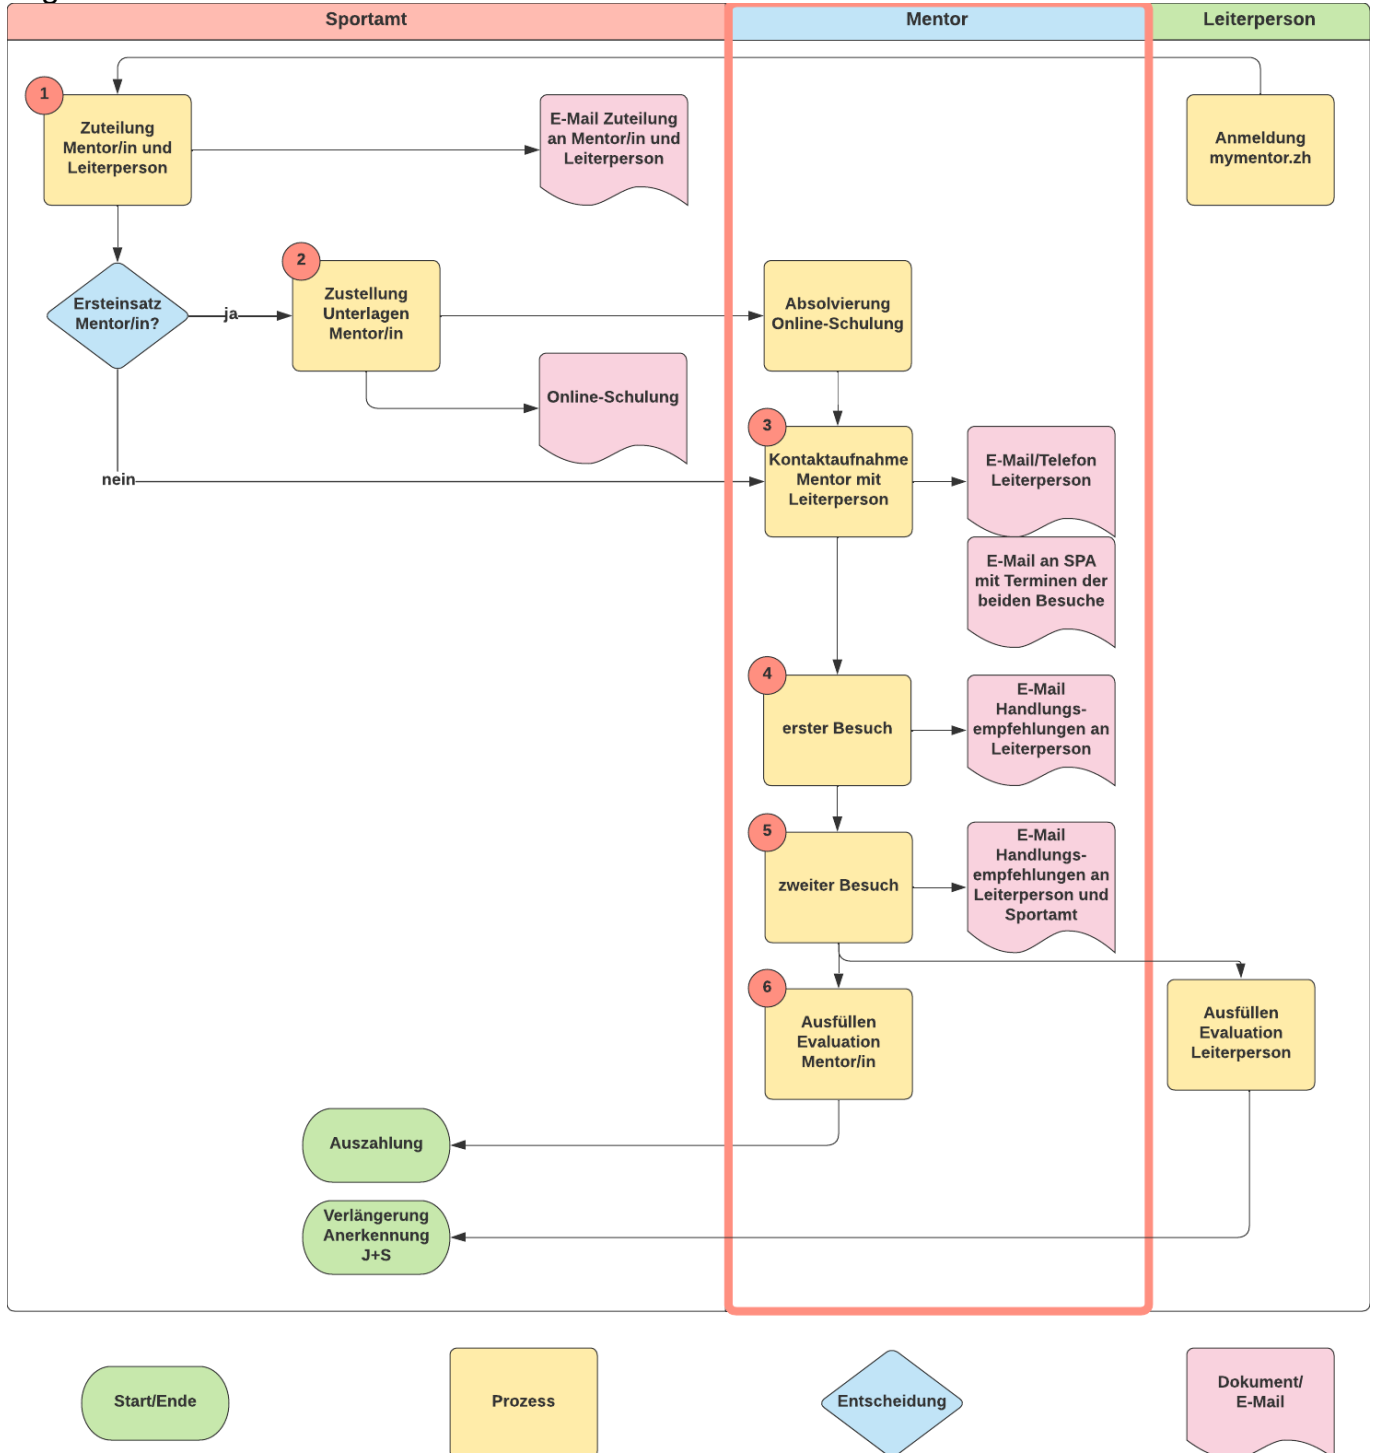 Sportamt
Mentor
Leiterperson
1
Zuteilung
Mentor/in und
Leiterperson
E-Mail Zuteilung
an Mentor/in und
Leiterperson
Anmeldung
mymentor.zh
Ersteinsatz
Mentor/in?
ja
2
Zustellung
Unterlagen
Mentor/in
Absolvierung
Online-Schulung
Online-Schulung
nein
3
Kontaktaufnahme
Mentor mit
Leiterperson
E-Mail/Telefon
Leiterperson
E-Mail an SPA
mit Terminen der
beiden Besuche
4
erster Besuch
E-Mail
Handlungs-
empfehlungen an
Leiterperson
5
zweiter Besuch
E-Mail
Handlungs-
empfehlungen an
Leiterperson und
Sportamt
6
Ausfüllen
Evaluation
Mentor/in
Ausfüllen
Evaluation
Leiterperson
Auszahlung
Verlängerung
Anerkennung
J+S
Start/Ende
Prozess
Entscheidung
Dokument/
E-Mail